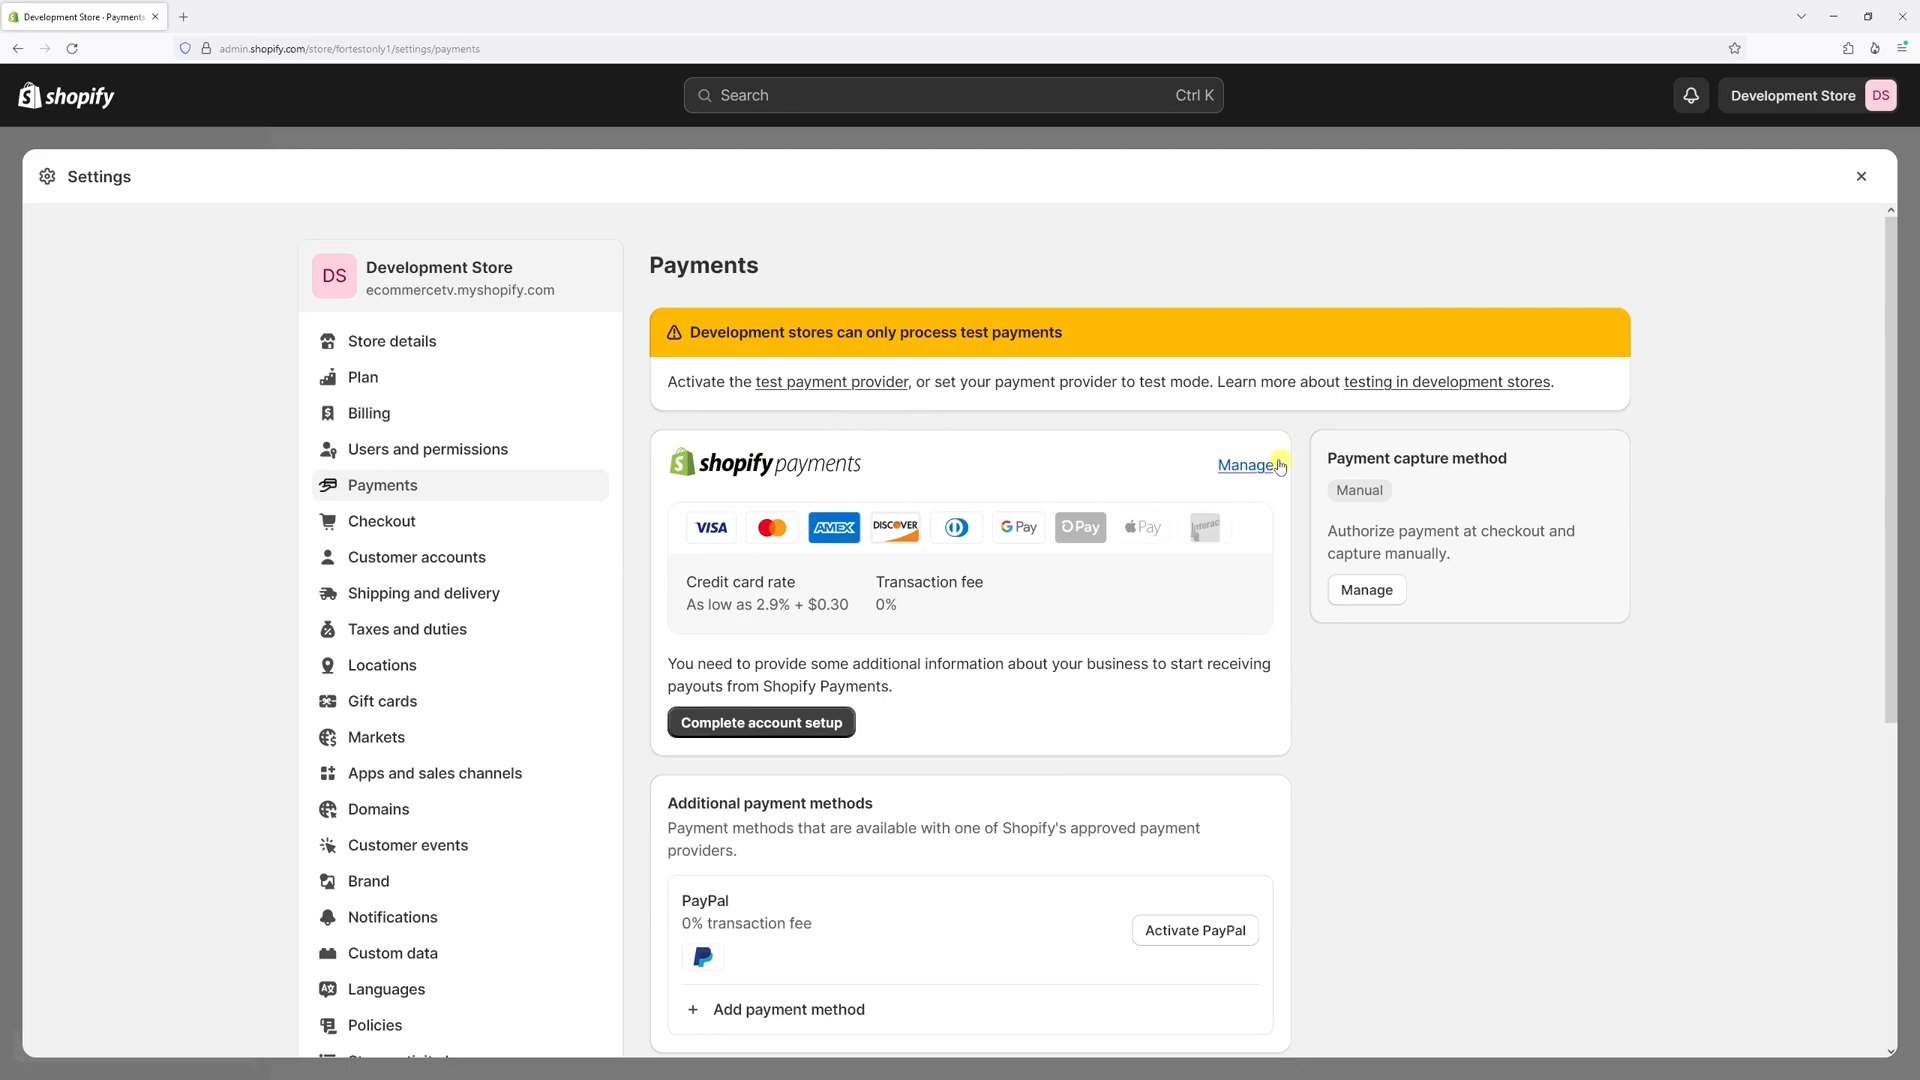 Development Store · Payments
admin.shopify.com/store/fortestonly1/settings/payments
shopify
Search
Ctrl K
Development Store
DS
Settings
DS
Development Store
ecommercetv.myshopify.com
Store details
Plan
Billing
Users and permissions
Payments
Checkout
Customer accounts
Shipping and delivery
Taxes and duties
Locations
Gift cards
Markets
Apps and sales channels
Domains
Customer events
Brand
Notifications
Custom data
Languages
Policies
Payments
Development stores can only process test payments
Activate the test payment provider, or set your payment provider to test mode. Learn more about testing in development stores.
shopify payments
Manage
VISA
AMEX
DISCOVER
G Pay
Pay
Pay
Interac
Credit card rate
Transaction fee
As low as 2.9% + $0.30
0%
You need to provide some additional information about your business to start receiving
payouts from Shopify Payments.
Complete account setup
Additional payment methods
Payment methods that are available with one of Shopify's approved payment
providers.
PayPal
0% transaction fee
Activate PayPal
+ Add payment method
Payment capture method
Manual
Authorize payment at checkout and
capture manually.
Manage